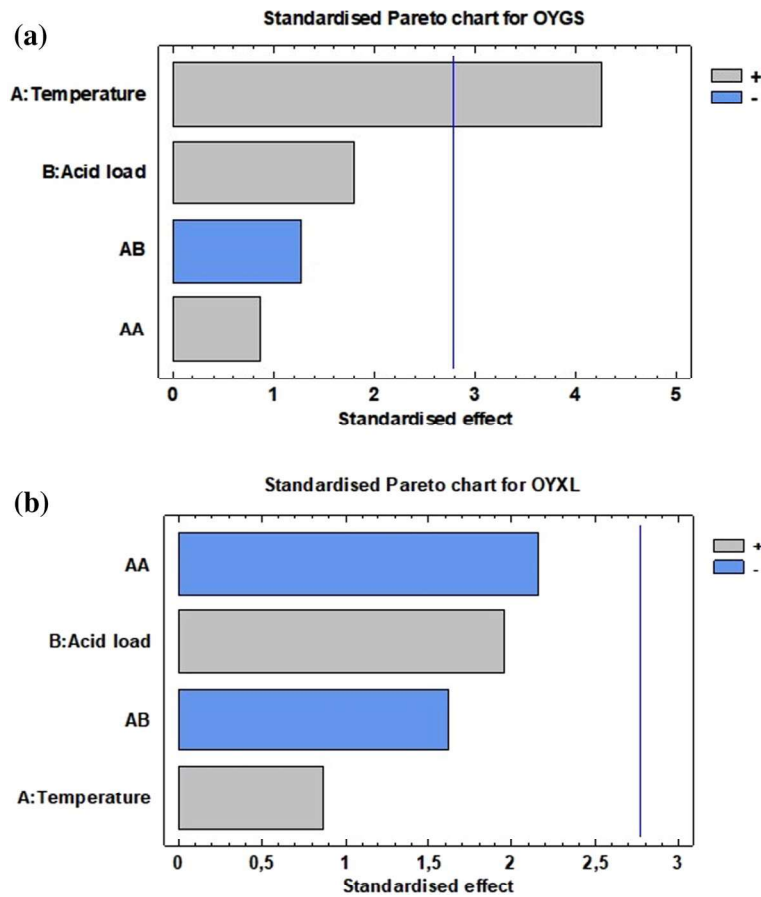 (a)
Standardised Pareto chart for OYGS
A:Temperature
B:Acid load
AB
AA
+
-
0 1 2 3 4 5
Standardised effect
(b)
Standardised Pareto chart for OYXL
AA
B:Acid load
AB
A:Temperature
+
-
0 0,5 1 1,5 2 2,5 3
Standardised effect